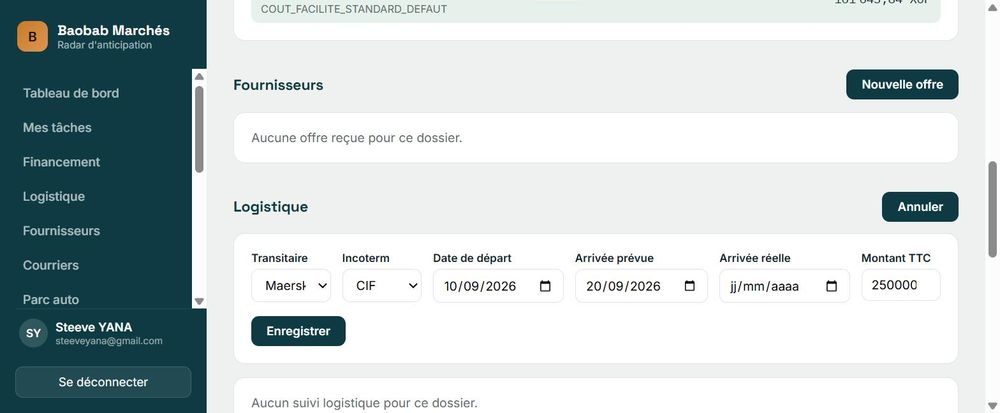 Baobab Marchés
Radar d'anticipation
B
Tableau de bord
Mes tâches
Financement
Logistique
Fournisseurs
Courriers
Parc auto
SY
Steeve YANA
steeveyana@gmail.com
Se déconnecter
COUT_FACILITE_STANDARD_DEFAUT
Fournisseurs
Nouvelle offre
Aucune offre reçue pour ce dossier.
Logistique
Annuler
Transitaire Incoterm Date de départ Arrivée prévue Arrivée réelle Montant TTC
Maersk CIF 10/09/2026 20/09/2026 jj/mm/aaaa 250000
Enregistrer
Aucun suivi logistique pour ce dossier.